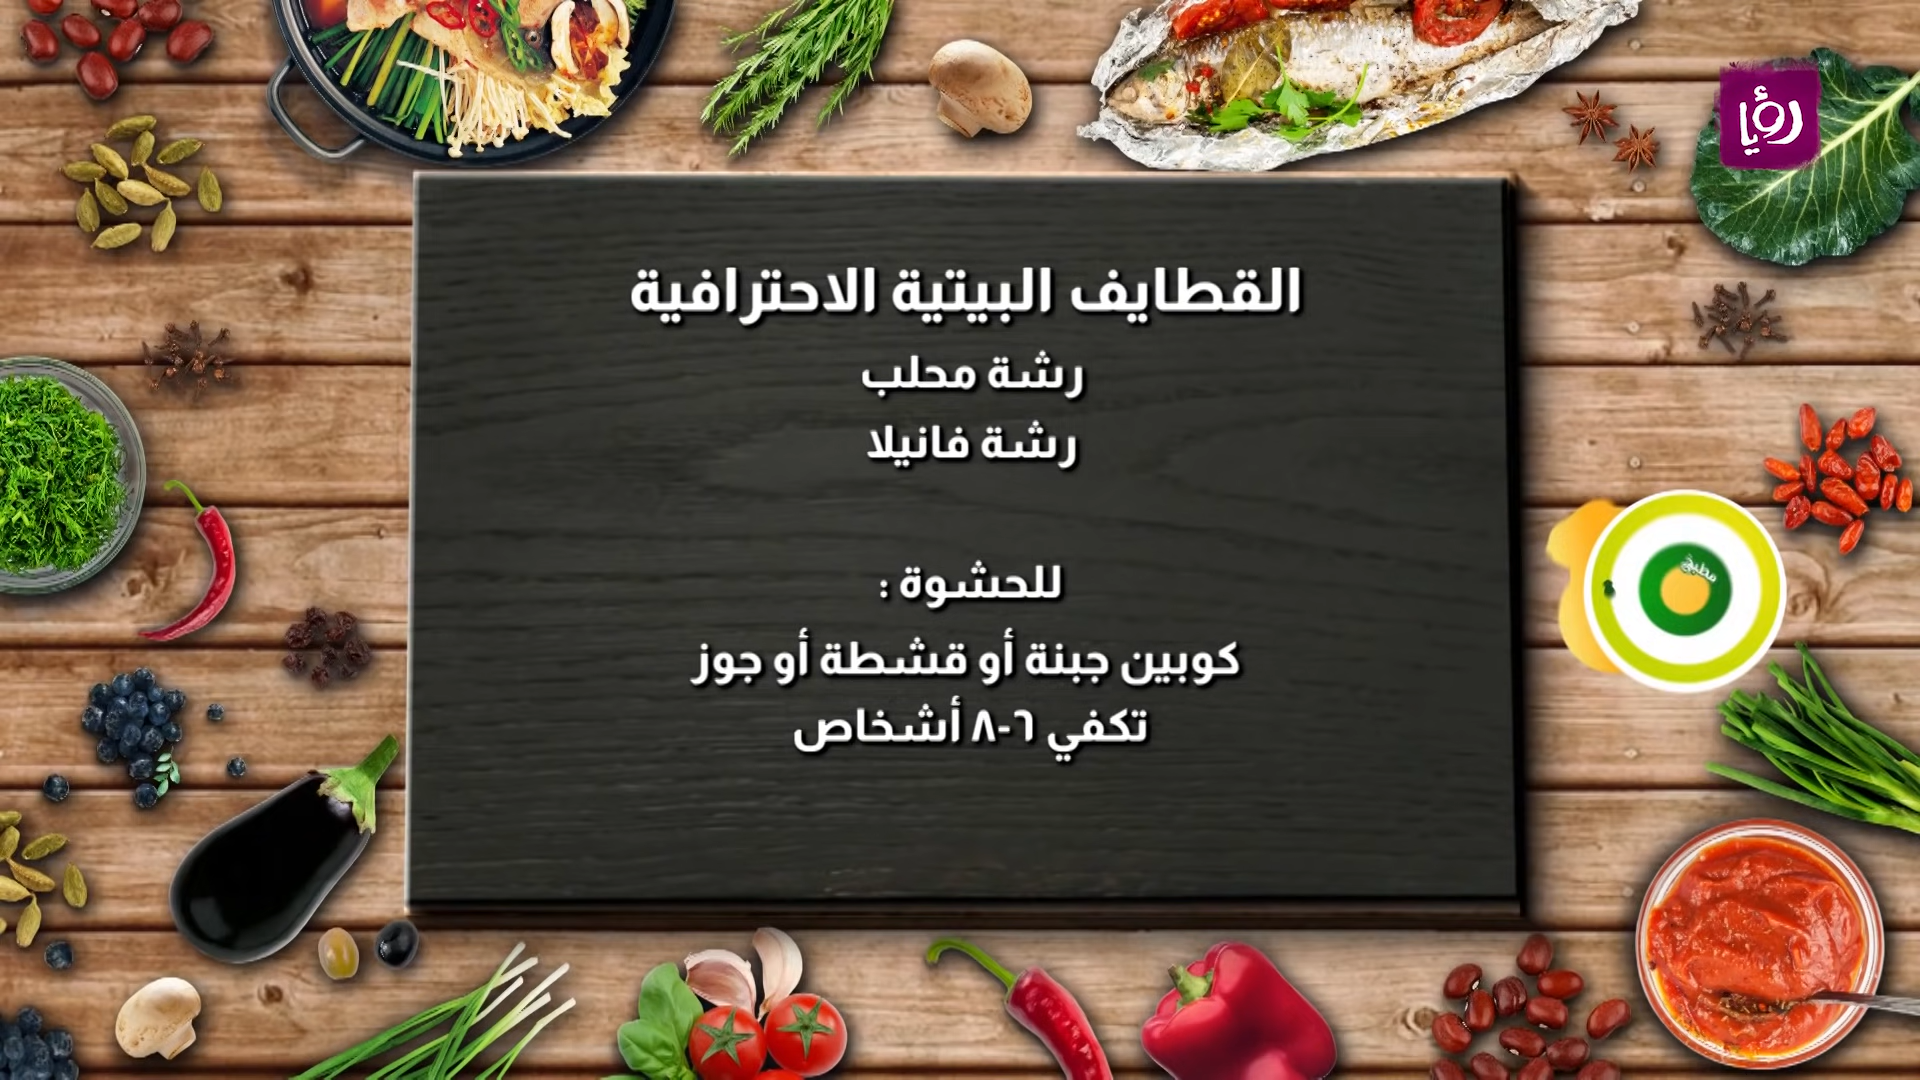 رؤيا
القطايف البيتية الاحترافية
رشة محلب
رشة فانيلا
للحشوة :
كوبين جبنة أو قشطة أو جوز
تكفي ٦-٨ أشخاص
مطبخ